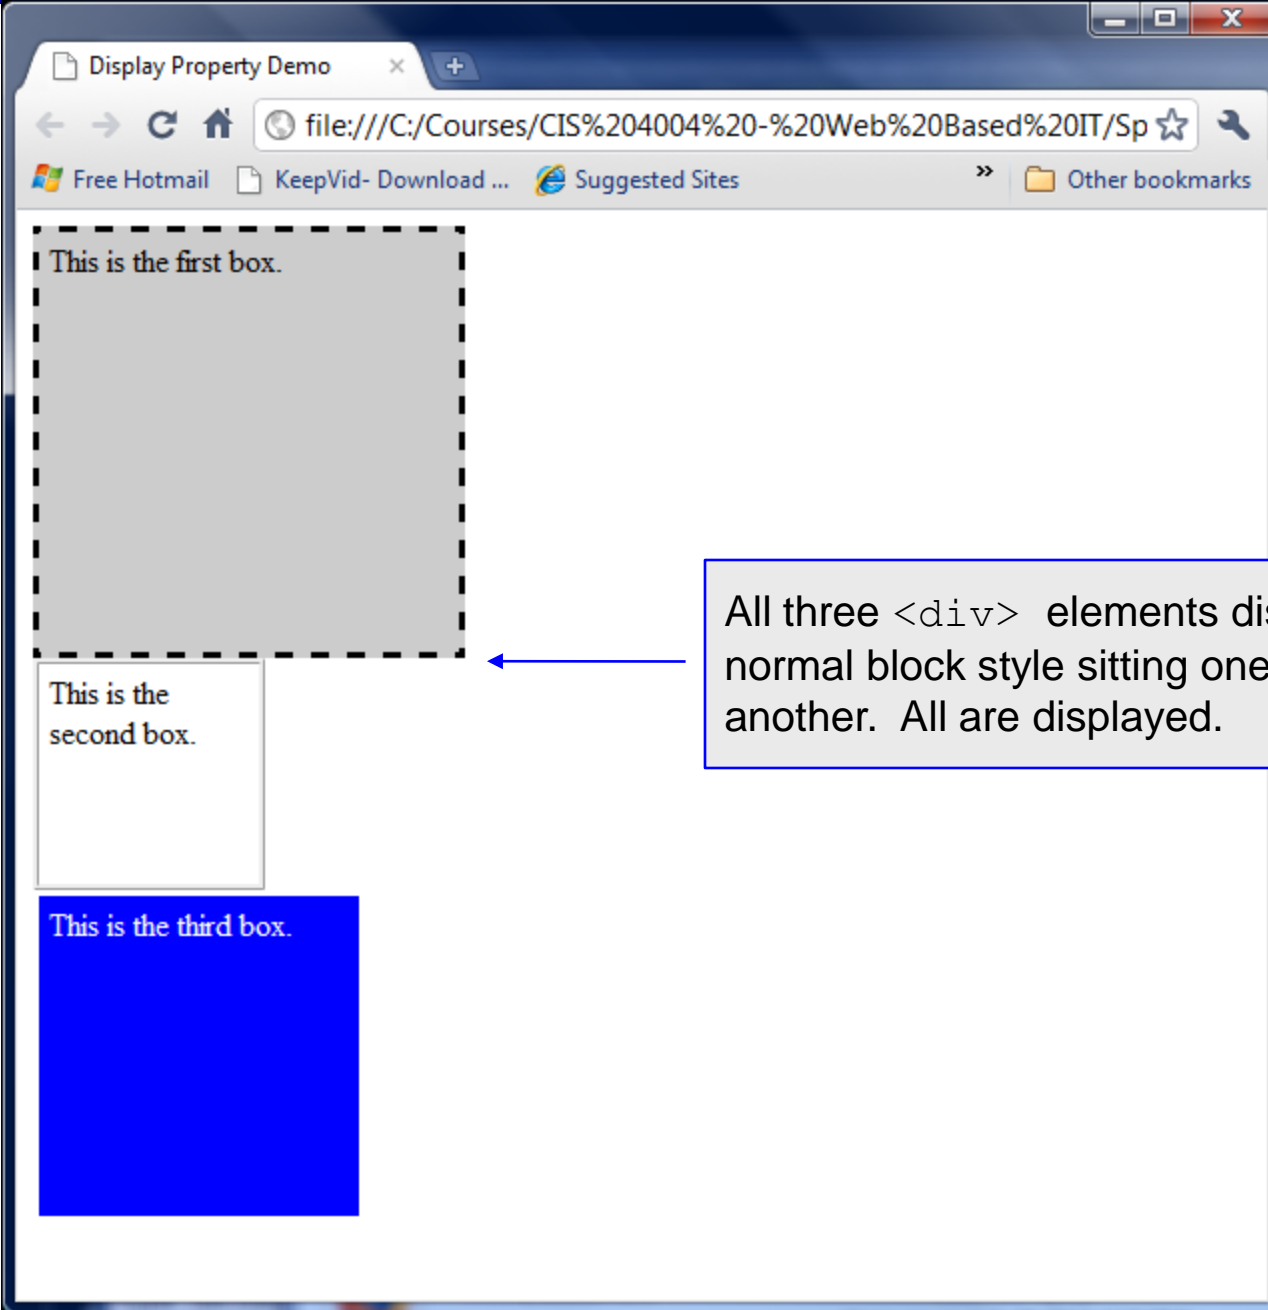 Display Property Demo
file:///C:/Courses/CIS%204004%20-%20Web%20Based%20IT/Sp
Free Hotmail KeepVid- Download ... Suggested Sites » Other bookmarks
This is the first box.
All three <div> elements dis
normal block style sitting one
another. All are displayed.
This is the
second box.
This is the third box.